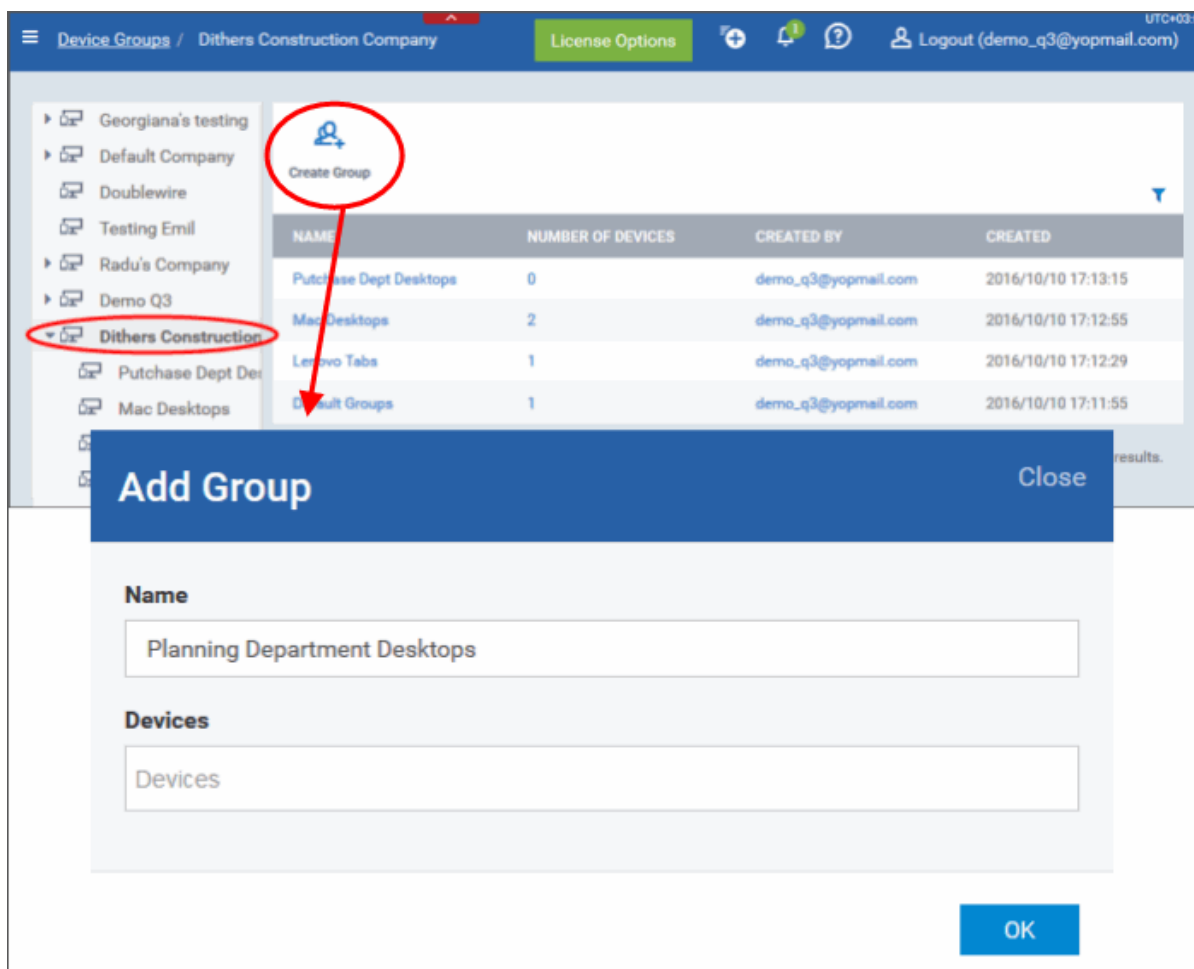 UTC+03:
Device Groups / Dithers Construction Company
License Options
1
Logout (demo_q3@yopmail.com)
Georgiana's testing
Default Company
Doublewire
Testing Emil
Radu's Company
Demo Q3
Dithers Construction
Putchase Dept Des
Mac Desktops
Create Group
NAME NUMBER OF DEVICES CREATED BY CREATED
Putchase Dept Desktops 0 demo_q3@yopmail.com 2016/10/10 17:13:15
Mac Desktops 2 demo_q3@yopmail.com 2016/10/10 17:12:55
Lenovo Tabs 1 demo_q3@yopmail.com 2016/10/10 17:12:29
Default Groups 1 demo_q3@yopmail.com 2016/10/10 17:11:55
results.
Add Group
Close
Name
Planning Department Desktops
Devices
Devices
OK